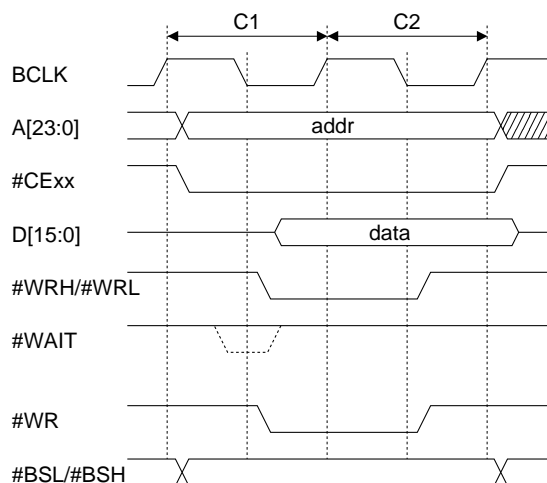 C1 C2
BCLK
A[23:0] addr
#CExx
D[15:0] data
#WRH/#WRL
#WAIT
#WR
#BSL/#BSH